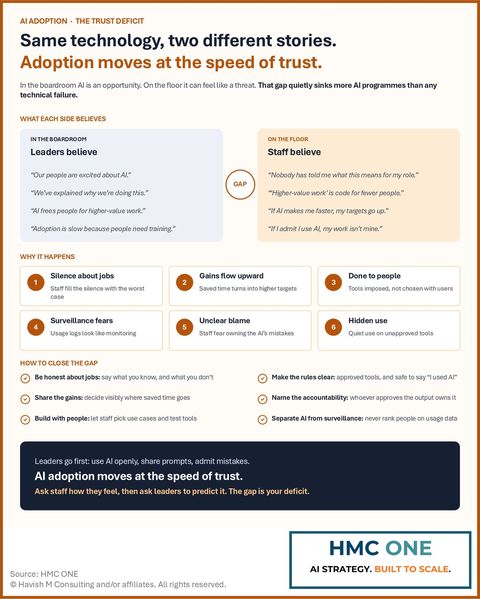 AI ADOPTION · THE TRUST DEFICIT
Same technology, two different stories.
Adoption moves at the speed of trust.
In the boardroom AI is an opportunity. On the floor it can feel like a threat. That gap quietly sinks more AI programmes than any
technical failure.
WHAT EACH SIDE BELIEVES
IN THE BOARDROOM
Leaders believe
“Our people are excited about AI.”
“We’ve explained why we’re doing this.”
“AI frees people for higher-value work.”
“Adoption is slow because people need training.”
GAP
ON THE FLOOR
Staff believe
“Nobody has told me what this means for my role.”
“‘Higher-value work’ is code for fewer people.”
“If AI makes me faster, my targets go up.”
“If I admit I use AI, my work isn’t mine.”
WHY IT HAPPENS
1
Silence about jobs
Staff fill the silence with the worst
case
2
Gains flow upward
Saved time turns into higher targets
3
Done to people
Tools imposed, not chosen with users
4
Surveillance fears
Usage logs look like monitoring
5
Unclear blame
Staff fear owning the AI’s mistakes
6
Hidden use
Quiet use on unapproved tools
HOW TO CLOSE THE GAP
Be honest about jobs: say what you know, and what you don’t
Make the rules clear: approved tools, and safe to say “I used AI”
Share the gains: decide visibly where saved time goes
Name the accountability: whoever approves the output owns it
Build with people: let staff pick use cases and test tools
Separate AI from surveillance: never rank people on usage data
Leaders go first: use AI openly, share prompts, admit mistakes.
AI adoption moves at the speed of trust.
Ask staff how they feel, then ask leaders to predict it. The gap is your deficit.
HMC ONE
AI STRATEGY. BUILT TO SCALE.
Source: HMC ONE
© Havish M Consulting and/or affiliates. All rights reserved.